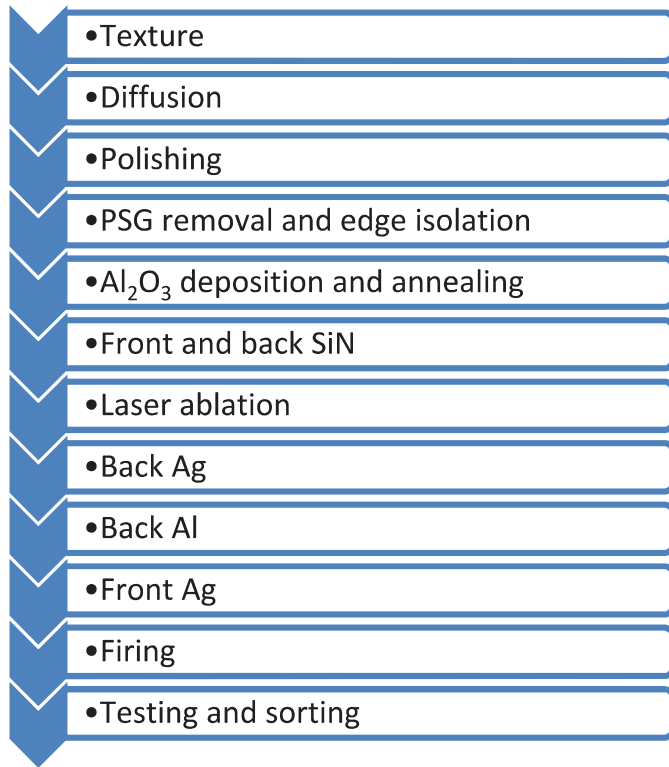 •Texture
•Diffusion
•Polishing
•PSG removal and edge isolation
•Al₂O₃ deposition and annealing
•Front and back SiN
•Laser ablation
•Back Ag
•Back Al
•Front Ag
•Firing
•Testing and sorting